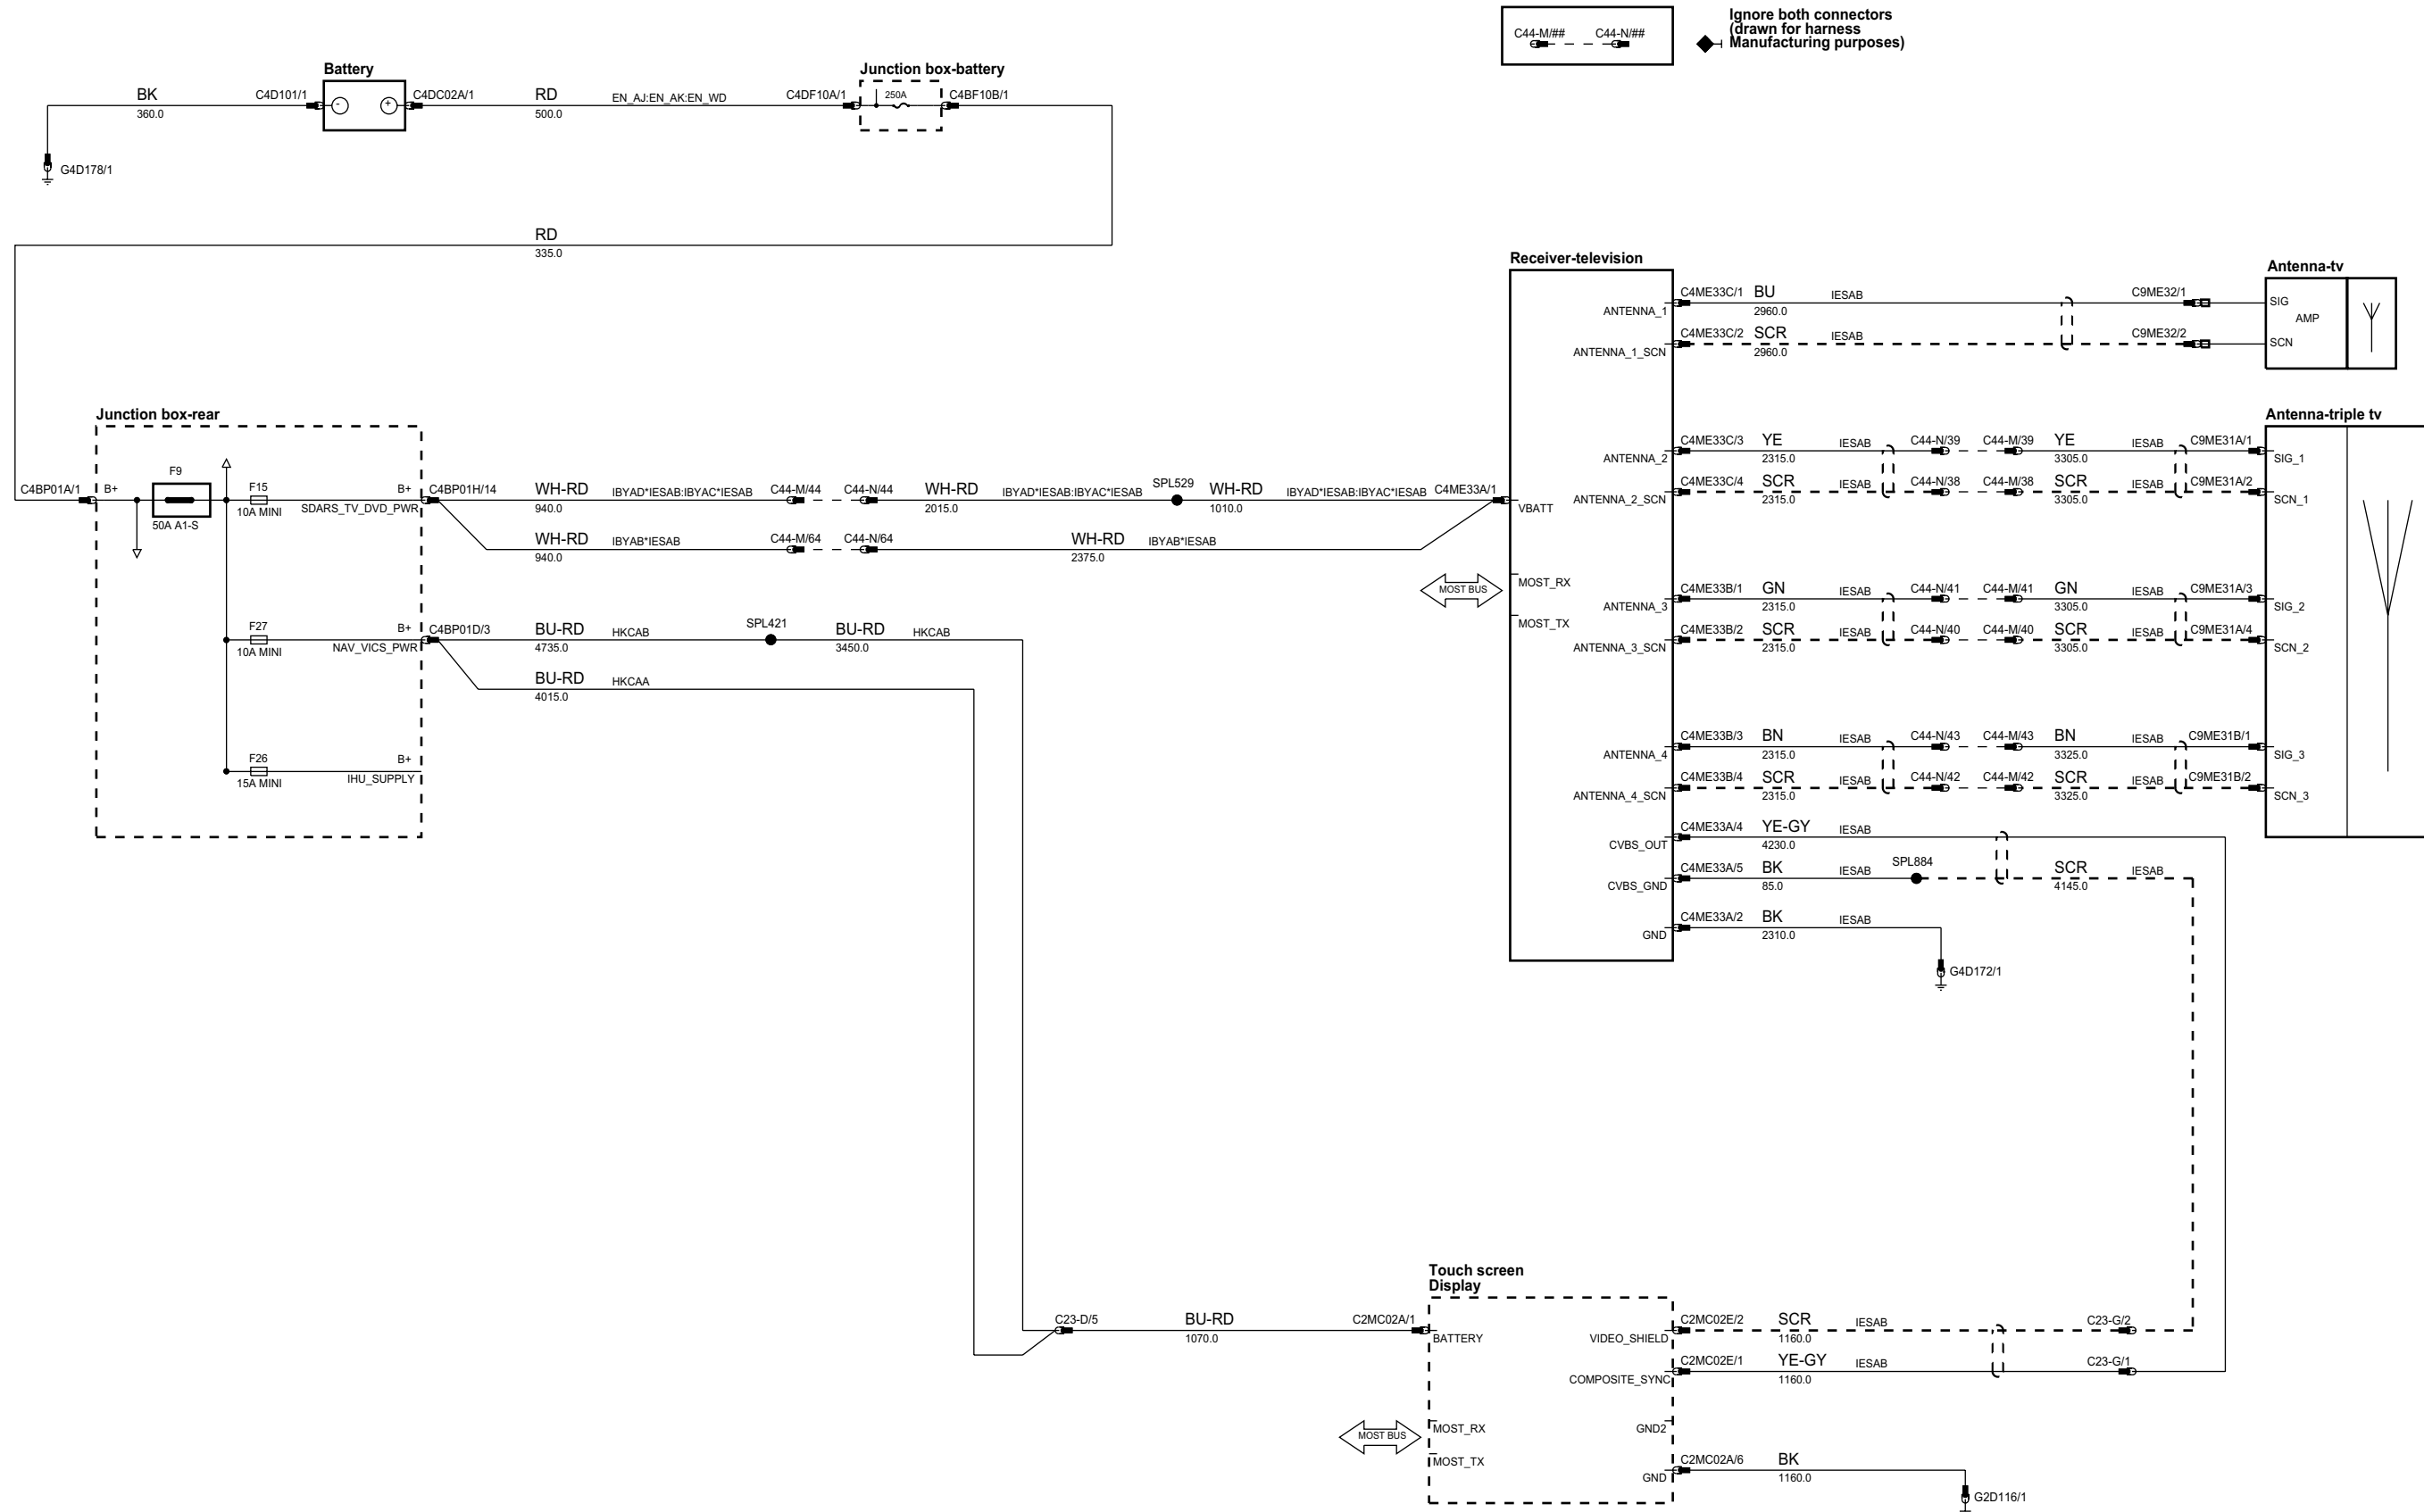 C44-M/## C44-N/##
Ignore both connectors
(drawn for harness
Manufacturing purposes)
Battery
Junction box-battery
BK
360.0
C4D101/1
-
+
C4DC02A/1
RD
500.0
EN_AJ:EN_AK:EN_WD
C4DF10A/1
250A
C4BF10B/1
G4D178/1
RD
335.0
Receiver-television
Antenna-tv
C4ME33C/1 BU IESAB C9ME32/1
2960.0
ANTENNA_1
SIG
AMP
C4ME33C/2 SCR IESAB C9ME32/2
2960.0
ANTENNA_1_SCN
SCN
Junction box-rear
Antenna-triple tv
C4ME33C/3 YE IESAB C44-N/39 C44-M/39 YE IESAB C9ME31A/1
2315.0 3305.0
ANTENNA_2
SIG_1
C4ME33C/4 SCR IESAB C44-N/38 C44-M/38 SCR IESAB C9ME31A/2
2315.0 3305.0
ANTENNA_2_SCN
SCN_1
C4BP01A/1
B+
F9
50A A1-S
F15
10A MINI
B+
SDARS_TV_DVD_PWR
C4BP01H/14
WH-RD IBYAD*IESAB:IBYAC*IESAB C44-M/44 C44-N/44 WH-RD IBYAD*IESAB:IBYAC*IESAB SPL529 WH-RD IBYAD*IESAB:IBYAC*IESAB C4ME33A/1
940.0 2015.0 1010.0
VBATT
WH-RD IBYAB*IESAB C44-M/64 C44-N/64 WH-RD IBYAB*IESAB
940.0 2375.0
MOST BUS
MOST_RX
MOST_TX
C4ME33B/1 GN IESAB C44-N/41 C44-M/41 GN IESAB C9ME31A/3
2315.0 3305.0
ANTENNA_3
SIG_2
C4ME33B/2 SCR IESAB C44-N/40 C44-M/40 SCR IESAB C9ME31A/4
2315.0 3305.0
ANTENNA_3_SCN
SCN_2
F27
10A MINI
B+
NAV_VICS_PWR
C4BP01D/3
BU-RD HKCAB SPL421 BU-RD HKCAB
4735.0 3450.0
BU-RD HKCAA
4015.0
C4ME33B/3 BN IESAB C44-N/43 C44-M/43 BN IESAB C9ME31B/1
2315.0 3325.0
ANTENNA_4
SIG_3
C4ME33B/4 SCR IESAB C44-N/42 C44-M/42 SCR IESAB C9ME31B/2
2315.0 3325.0
ANTENNA_4_SCN
SCN_3
F26
15A MINI
B+
IHU_SUPPLY
C4ME33A/4 YE-GY IESAB
4230.0
CVBS_OUT
C4ME33A/5 BK IESAB SPL884 SCR IESAB
85.0 4145.0
CVBS_GND
C4ME33A/2 BK IESAB
2310.0
GND
G4D172/1
Touch screen
Display
C23-D/5 BU-RD C2MC02A/1
1070.0
BATTERY
VIDEO_SHIELD
C2MC02E/2 SCR IESAB C23-G/2
1160.0
C2MC02E/1 YE-GY IESAB C23-G/1
1160.0
COMPOSITE_SYNC
MOST BUS
MOST_RX
GND2
MOST_TX
C2MC02A/6 BK
1160.0
GND
G2D116/1